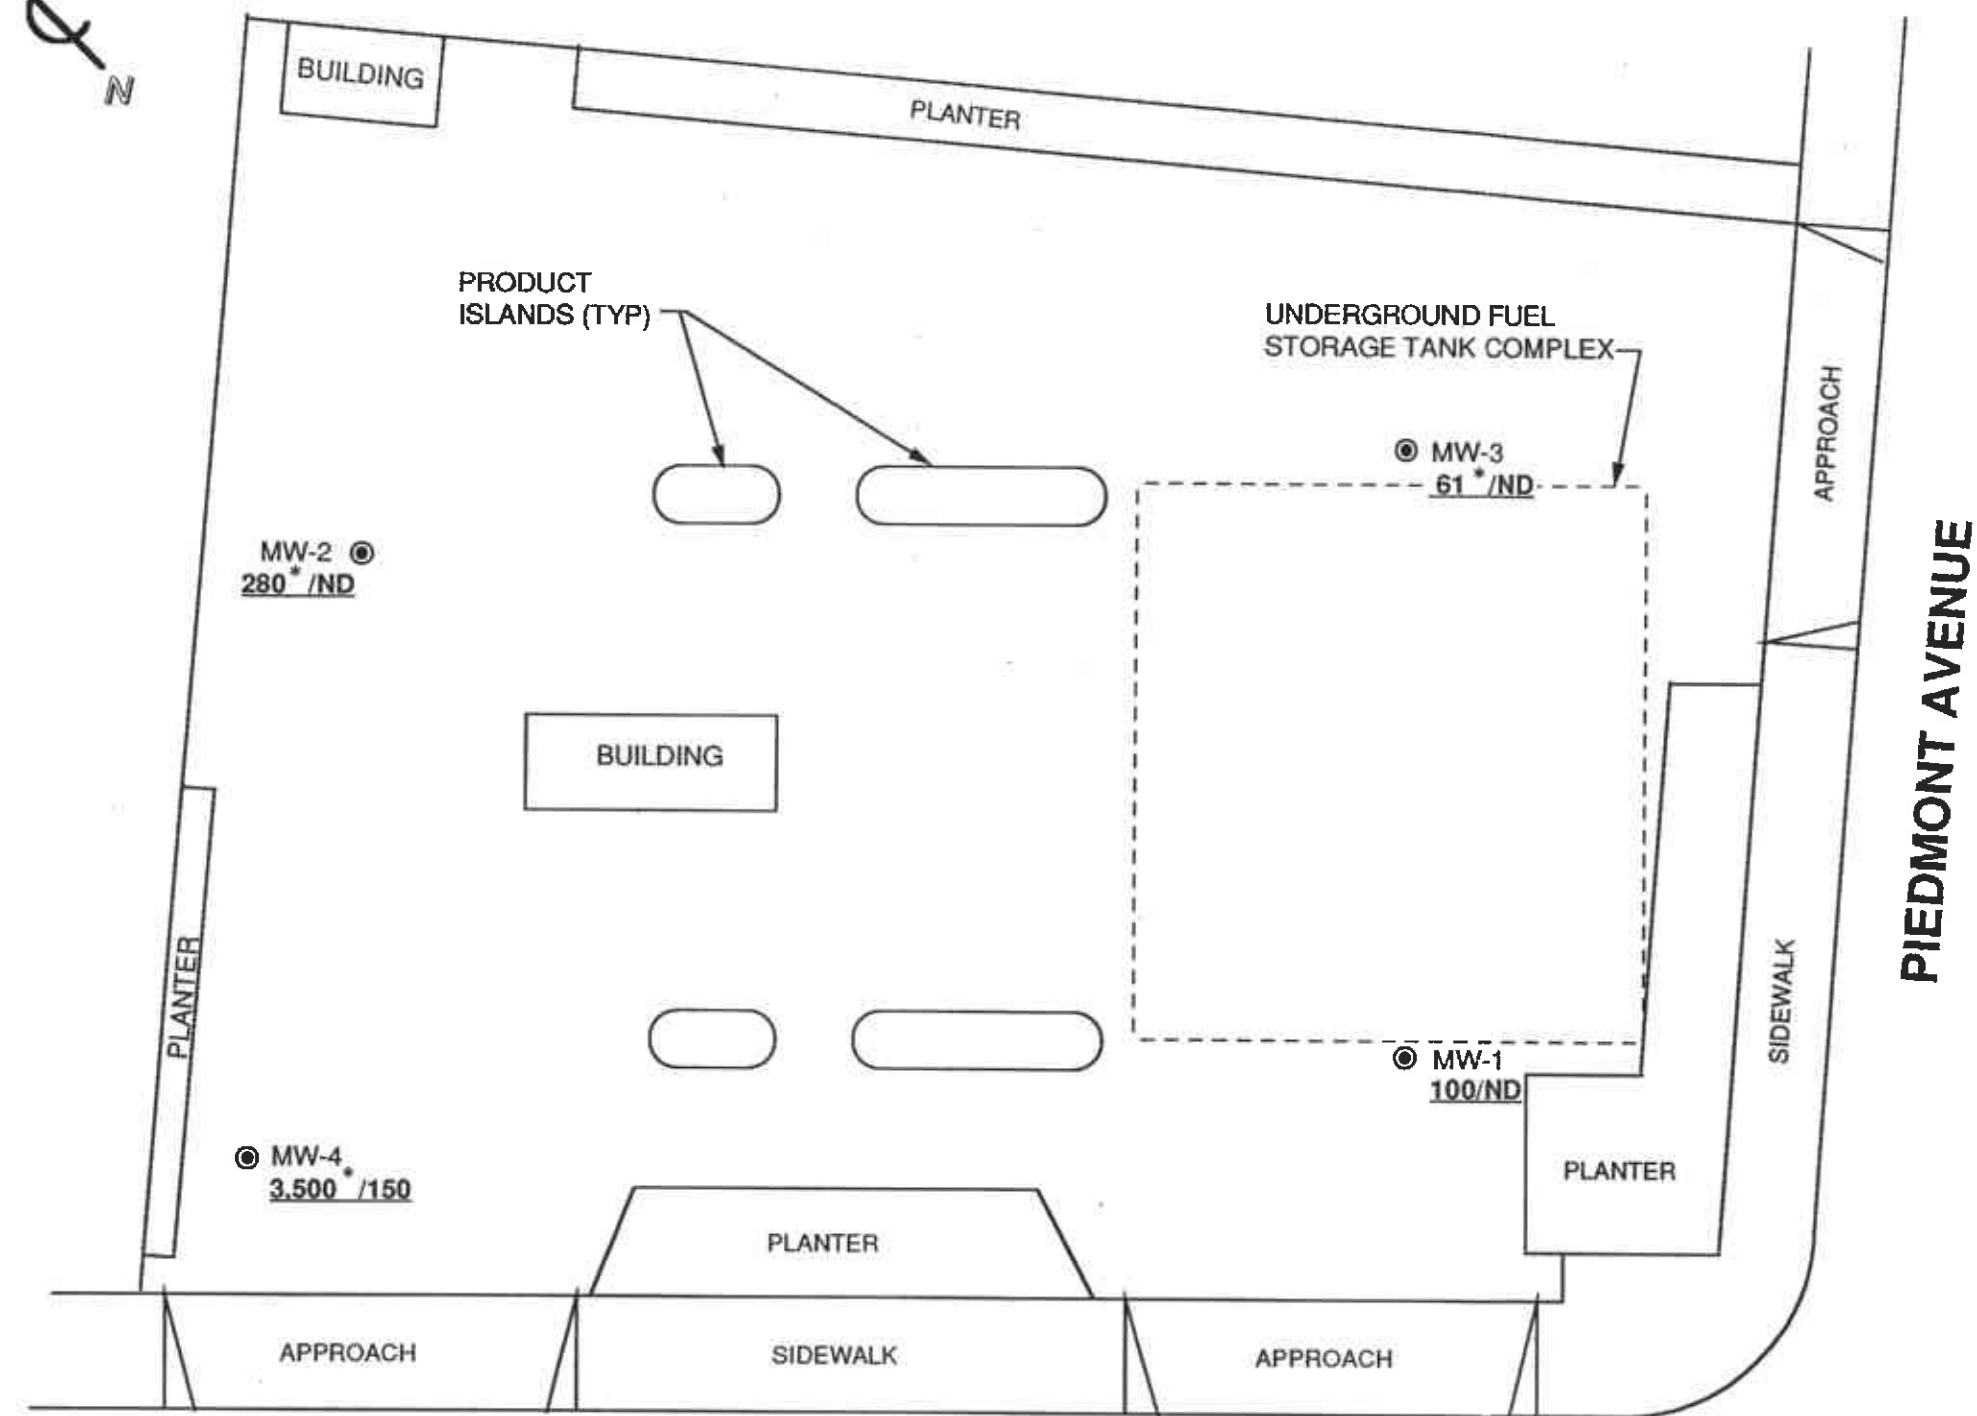 N
BUILDING
PLANTER
PRODUCT
ISLANDS (TYP)
UNDERGROUND FUEL
STORAGE TANK COMPLEX
APPROACH
MW-3
61*/ND
MW-2
280*/ND
PIEDMONT AVENUE
BUILDING
PLANTER
SIDEWALK
MW-1
100/ND
MW-4
3,500*/150
PLANTER
PLANTER
APPROACH
SIDEWALK
APPROACH